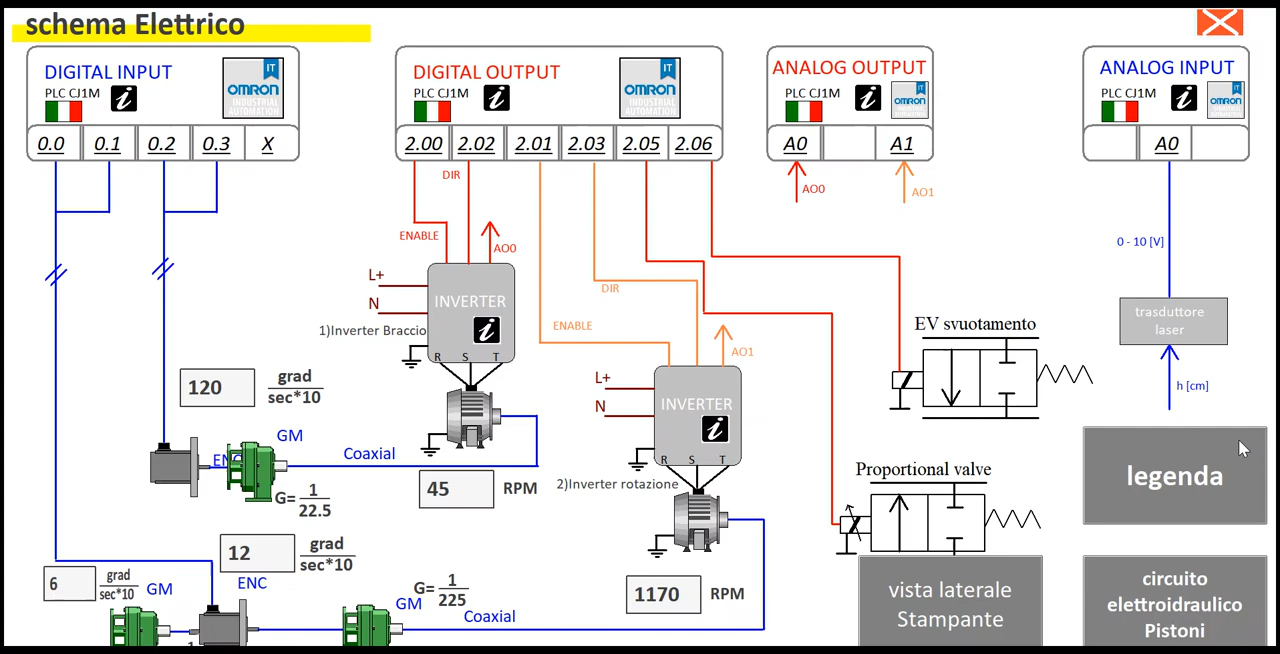 schema Elettrico
DIGITAL INPUT
PLC CJ1M
i
IT
OMRON
INDUSTRIAL
AUTOMATION
0.0 0.1 0.2 0.3 X
DIGITAL OUTPUT
PLC CJ1M
i
IT
OMRON
INDUSTRIAL
AUTOMATION
2.00 2.02 2.01 2.03 2.05 2.06
ANALOG OUTPUT
PLC CJ1M
i
OMRON
A0 A1
ANALOG INPUT
PLC CJ1M
i
OMRON
A0
DIR
AO0
AO1
ENABLE
AO0
0 - 10 [V]
L+
N
INVERTER
i
1)Inverter Braccio
R S T
DIR
ENABLE
AO1
EV svuotamento
trasduttore
laser
h [cm]
L+
N
INVERTER
i
2)Inverter rotazione
R S T
120
grad
sec*10
GM
ENC
Coaxial
G= 1
22.5
45 RPM
Proportional valve
legenda
12
grad
sec*10
6
grad
sec*10
GM
ENC
G= 1
225
GM
Coaxial
1170 RPM
vista laterale
Stampante
circuito
elettroidraulico
Pistoni